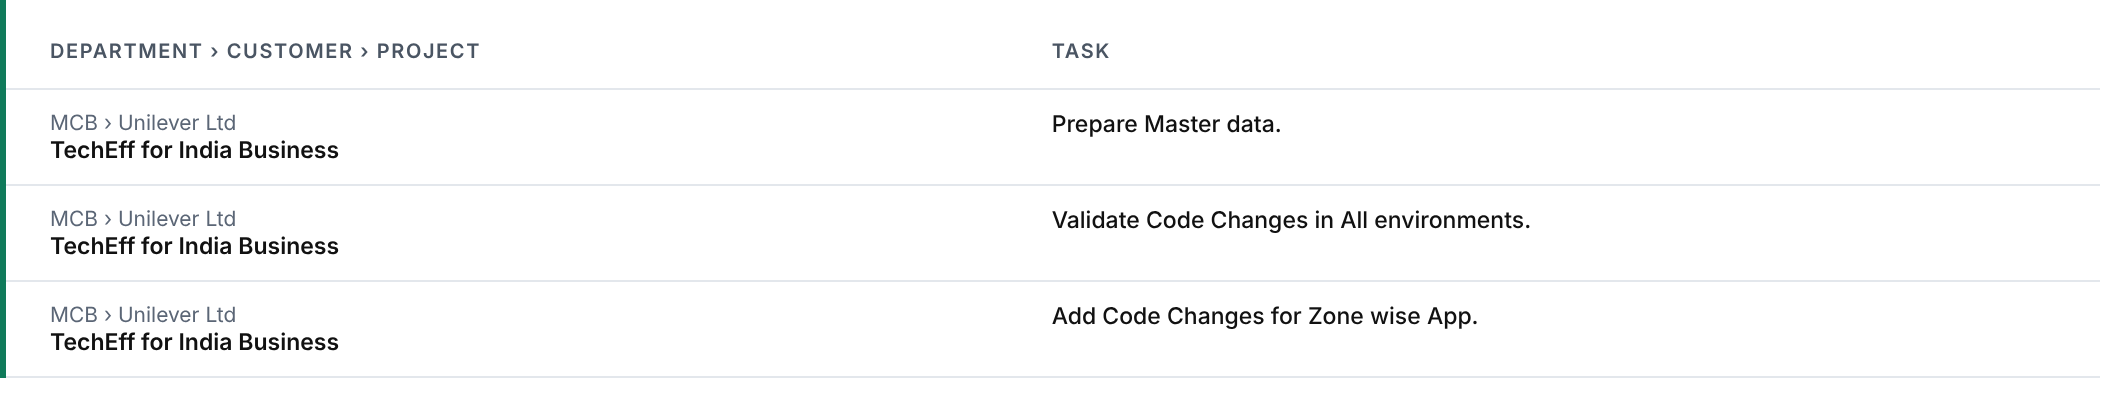 DEPARTMENT › CUSTOMER › PROJECT
TASK
MCB › Unilever Ltd
TechEff for India Business
Prepare Master data.
MCB › Unilever Ltd
TechEff for India Business
Validate Code Changes in All environments.
MCB › Unilever Ltd
TechEff for India Business
Add Code Changes for Zone wise App.